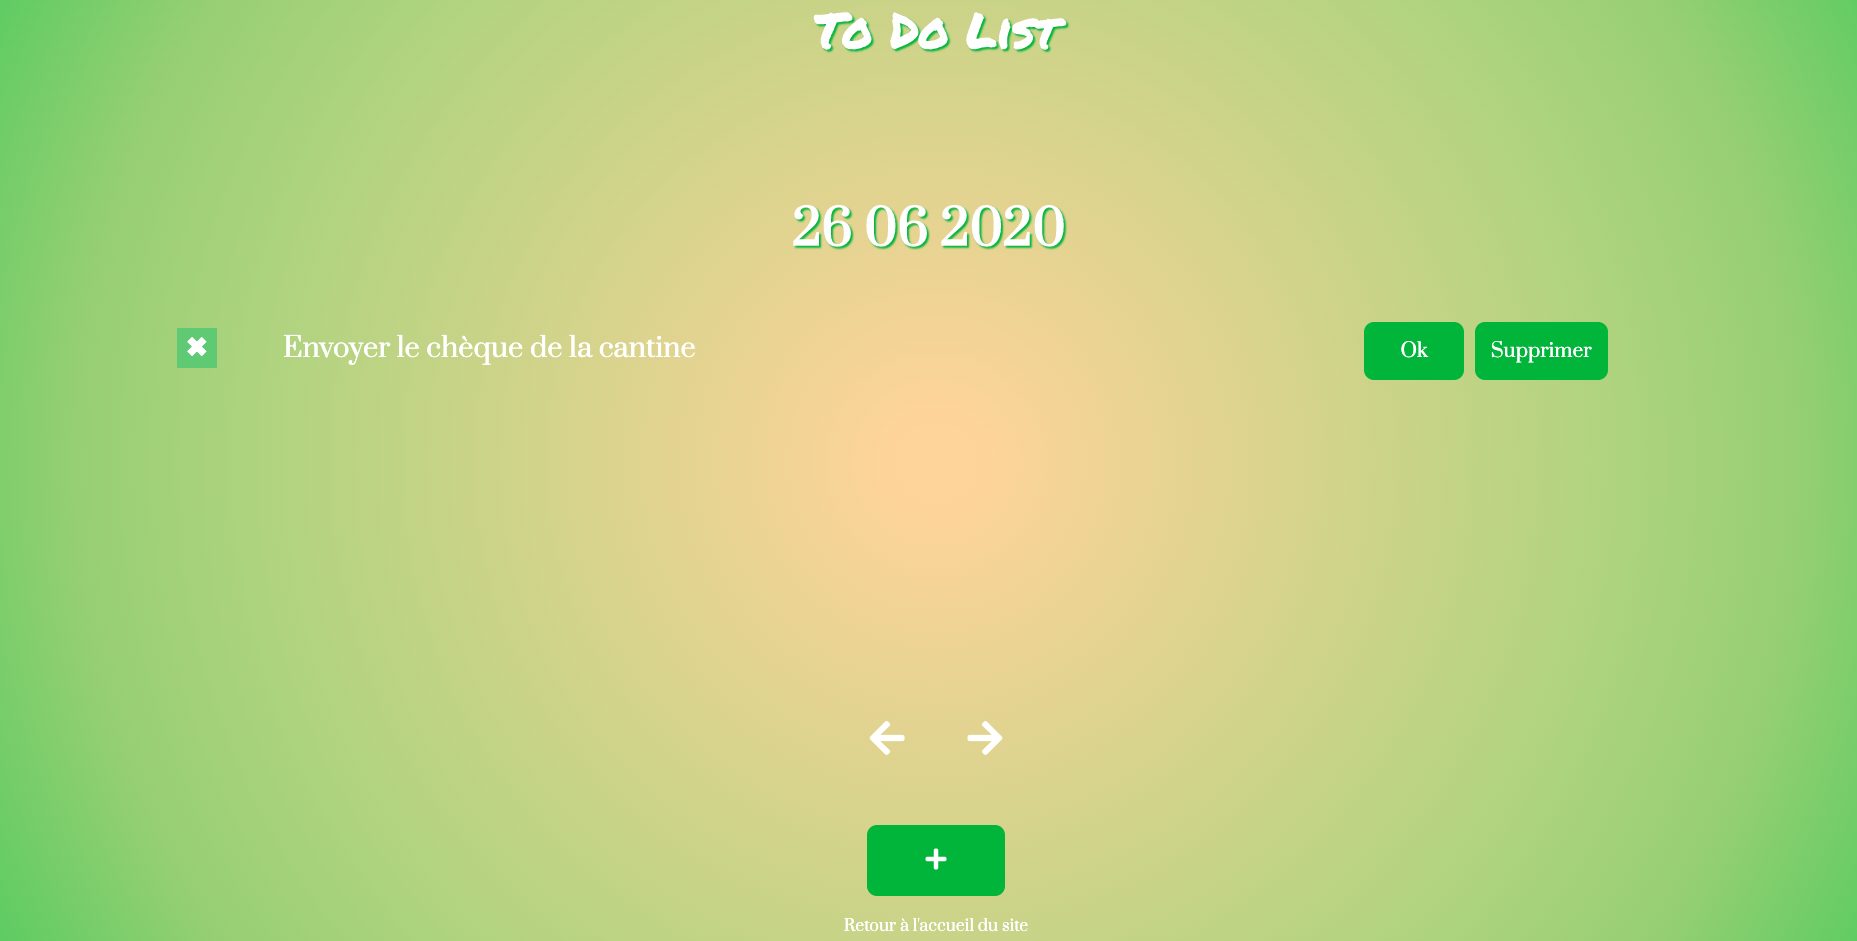 To Do List
26 06 2020
Envoyer le chèque de la cantine
Ok
Supprimer
Retour à l'accueil du site